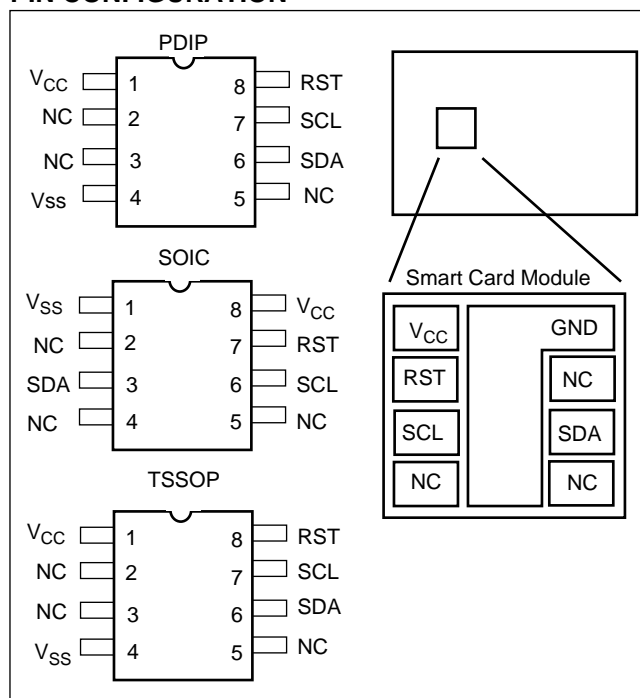 PIN CONFIGURATION
PDIP
VCC 1 8 RST
NC 2 7 SCL
NC 3 6 SDA
Vss 4 5 NC
SOIC
VSS 1 8 VCC
NC 2 7 RST
SDA 3 6 SCL
NC 4 5 NC
TSSOP
VCC 1 8 RST
NC 2 7 SCL
NC 3 6 SDA
VSS 4 5 NC
Smart Card Module
VCC GND
RST NC
SCL SDA
NC NC